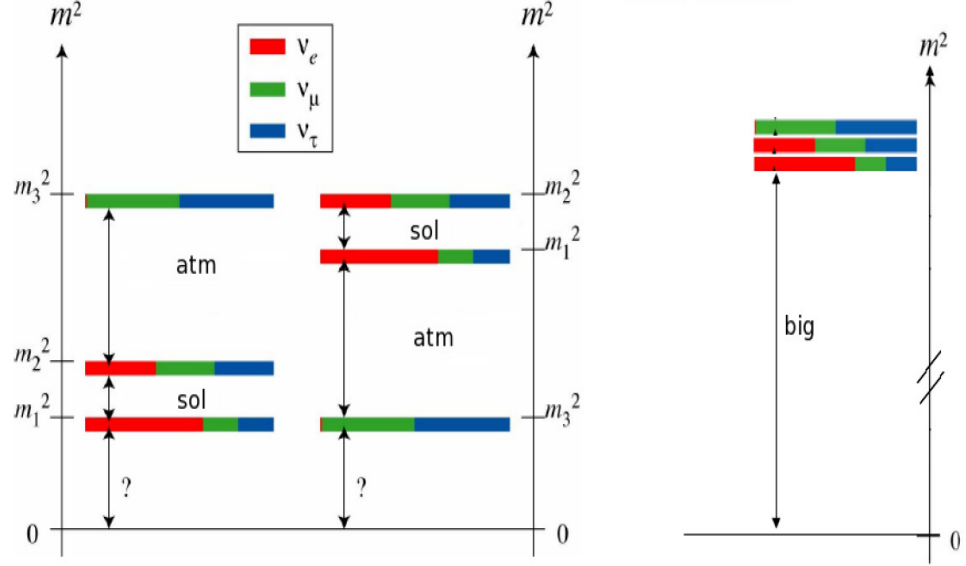 m²
m²
ν_e
ν_μ
ν_τ
m²
m₃²
m₂²
sol
m₁²
atm
atm
big
m₂²
sol
m₁²
m₃²
?
?
0
0
0